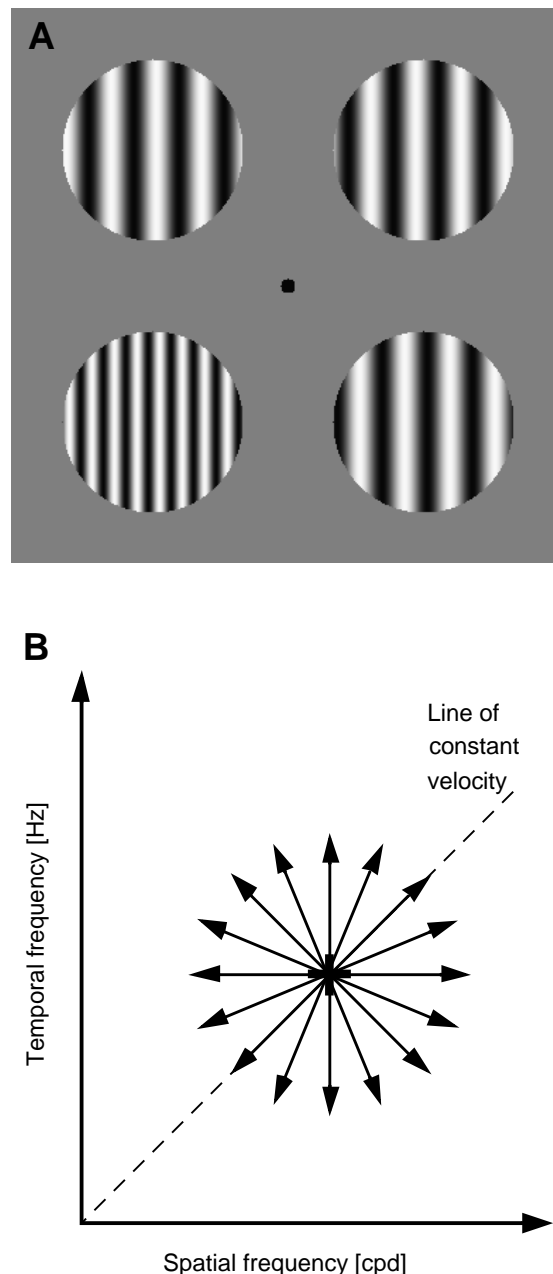 A
B
Line of
constant
velocity
Temporal frequency [Hz]
Spatial frequency [cpd]